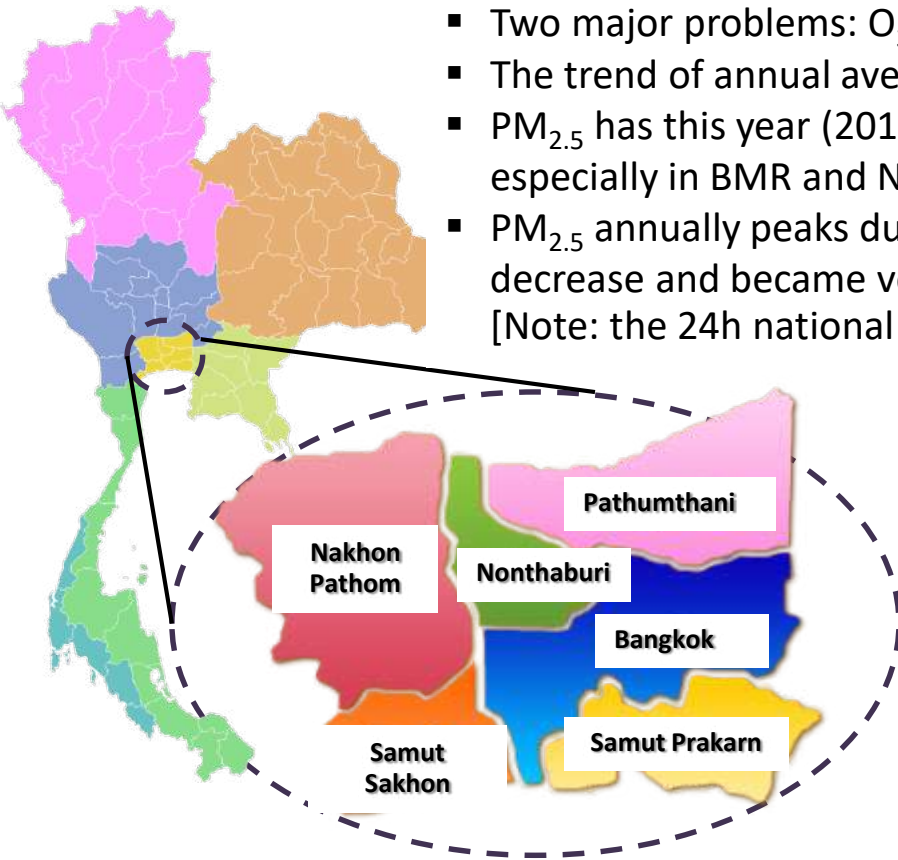 ▪ Two major problems: O₃
▪ The trend of annual ave
▪ PM₂.₅ has this year (201
especially in BMR and N
▪ PM₂.₅ annually peaks du
decrease and became ve
[Note: the 24h national
Pathumthani
Nakhon
Pathom
Nonthaburi
Bangkok
Samut Prakarn
Samut
Sakhon